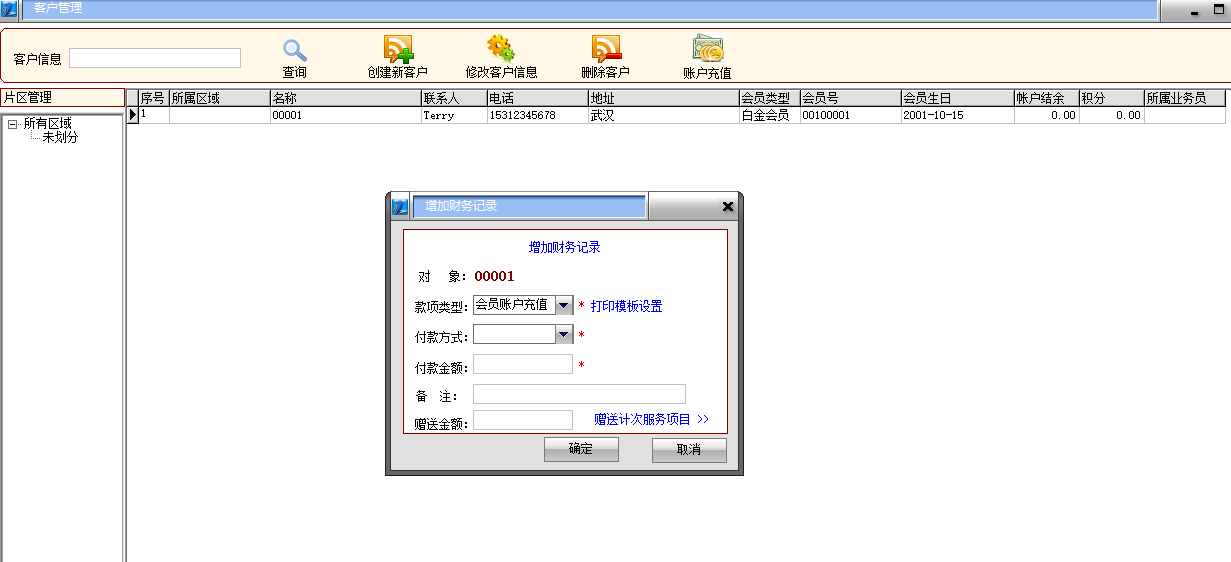 客户管理
客户信息
查询 创建新客户 修改客户信息 删除客户 账户充值
片区管理
所有区域
未划分
序号 所属区域 名称 联系人 电话 地址 会员类型 会员号 会员生日 帐户结余 积分 所属业务员
1 00001 Terry 15312345678 武汉 白金会员 00100001 2001-10-15 0.00 0.00
增加财务记录
增加财务记录
对 象: 00001
款项类型: 会员账户充值 * 打印模板设置
付款方式: *
付款金额: *
备 注:
赠送金额: 赠送计次服务项目 >>
确定 取消